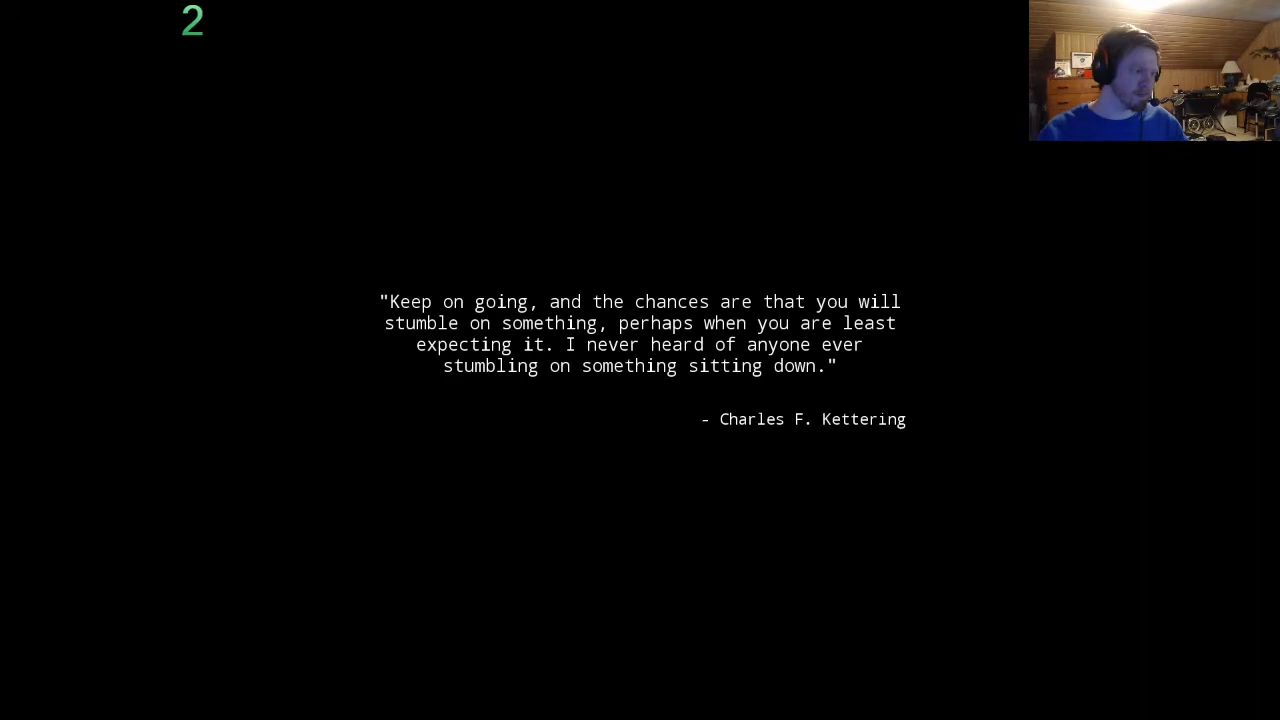 2
"Keep on going, and the chances are that you will
stumble on something, perhaps when you are least
expecting it. I never heard of anyone ever
stumbling on something sitting down."
- Charles F. Kettering